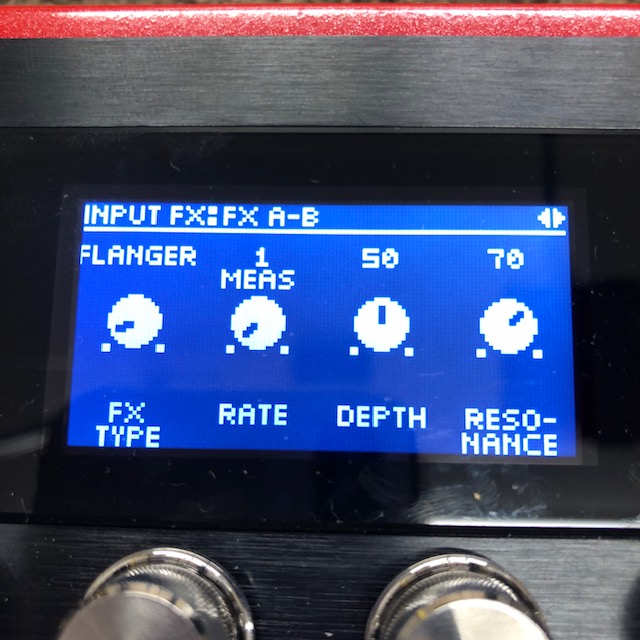 INPUT FX:FX A-B
FLANGER 1 MEAS 50 70
FX TYPE RATE DEPTH RESO-NANCE